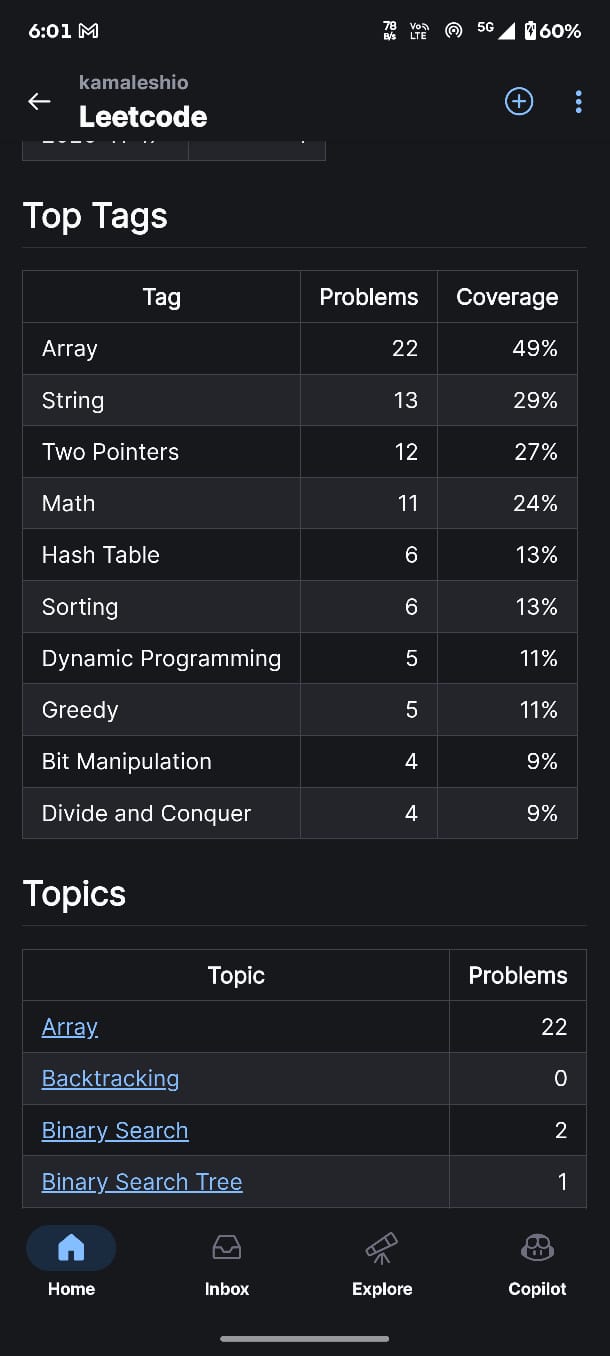 6:01
78 B/s Vo LTE 5G 60%
kamaleshio
Leetcode
Top Tags
Tag Problems Coverage
Array 22 49%
String 13 29%
Two Pointers 12 27%
Math 11 24%
Hash Table 6 13%
Sorting 6 13%
Dynamic Programming 5 11%
Greedy 5 11%
Bit Manipulation 4 9%
Divide and Conquer 4 9%
Topics
Topic Problems
Array 22
Backtracking 0
Binary Search 2
Binary Search Tree 1
Home Inbox Explore Copilot